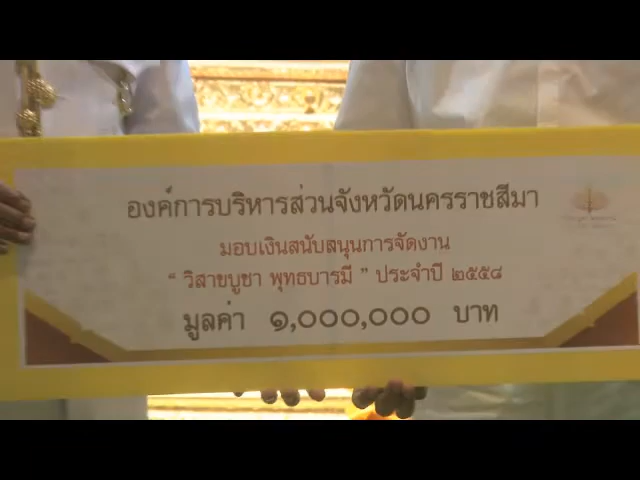 องค์การบริหารส่วนจังหวัดนครราชสีมา
มอบเงินสนับสนุนการจัดงาน
“ วิสาขบูชา พุทธบารมี ” ประจำปี ๒๕๕๘
มูลค่า ๑,๐๐๐,๐๐๐ บาท